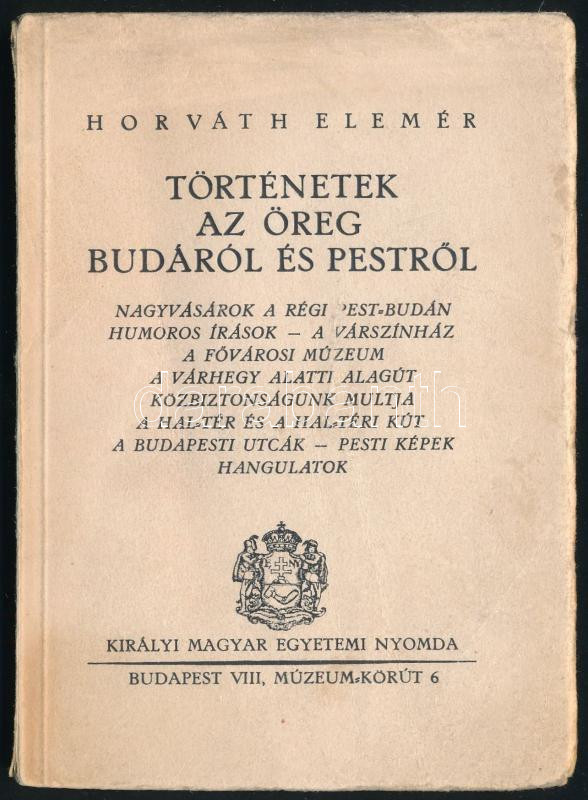 HORVÁTH ELEMÉR
TÖRTÉNETEK
AZ ÖREG
BUDÁRÓL ÉS PESTRŐL
NAGYVÁSÁROK A RÉGI PEST-BUDÁN
HUMOROS ÍRÁSOK — A VÁRSZÍNHÁZ
A FŐVÁROSI MÚZEUM
A VÁRHEGY ALATTI ALAGÚT
KÖZBIZTONSÁGUNK MULTJA
A HAL-TÉR ÉS A HAL-TÉRI KÚT
A BUDAPESTI UTCÁK — PESTI KÉPEK
HANGULATOK
E NY
KIRÁLYI MAGYAR EGYETEMI NYOMDA
BUDAPEST VIII, MÚZEUM-KÖRÚT 6
darabanth